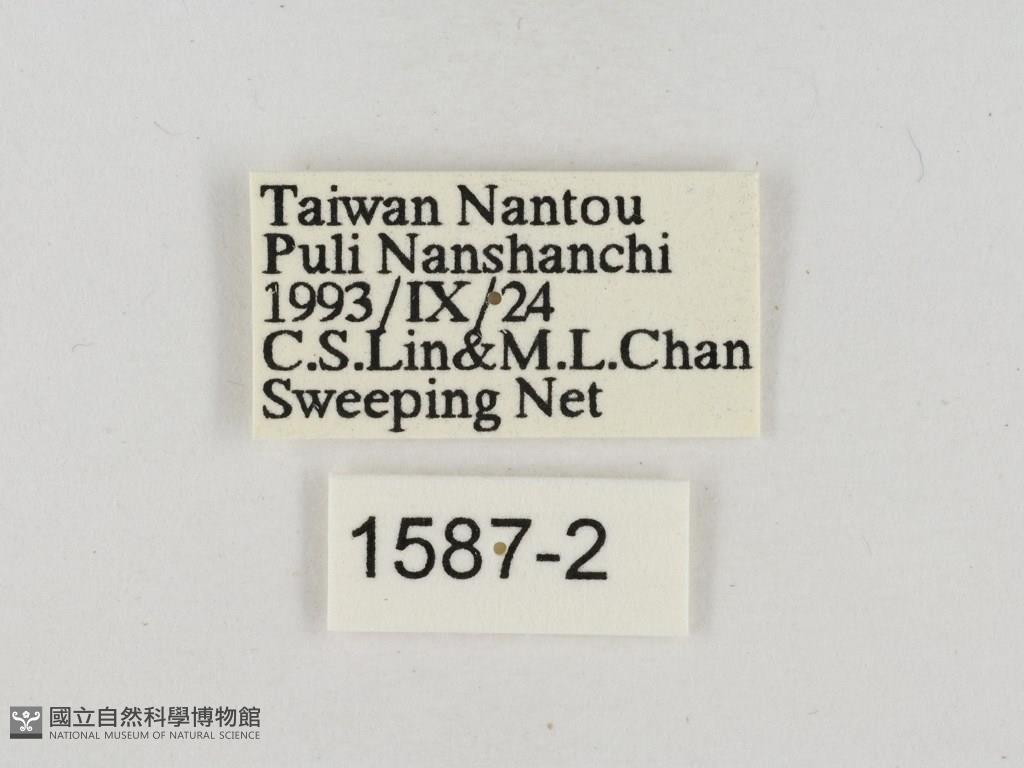 Taiwan Nantou
Puli Nanshanchi
1993/IX/24
C.S.Lin&M.L.Chan
Sweeping Net
1587-2
國立自然科學博物館
NATIONAL MUSEUM OF NATURAL SCIENCE